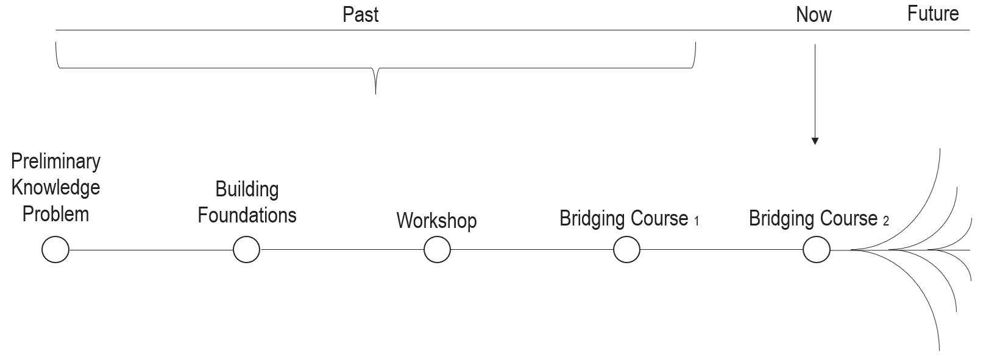 Past
Now
Future
Preliminary
Knowledge
Problem
Building
Foundations
Workshop
Bridging Course 1
Bridging Course 2